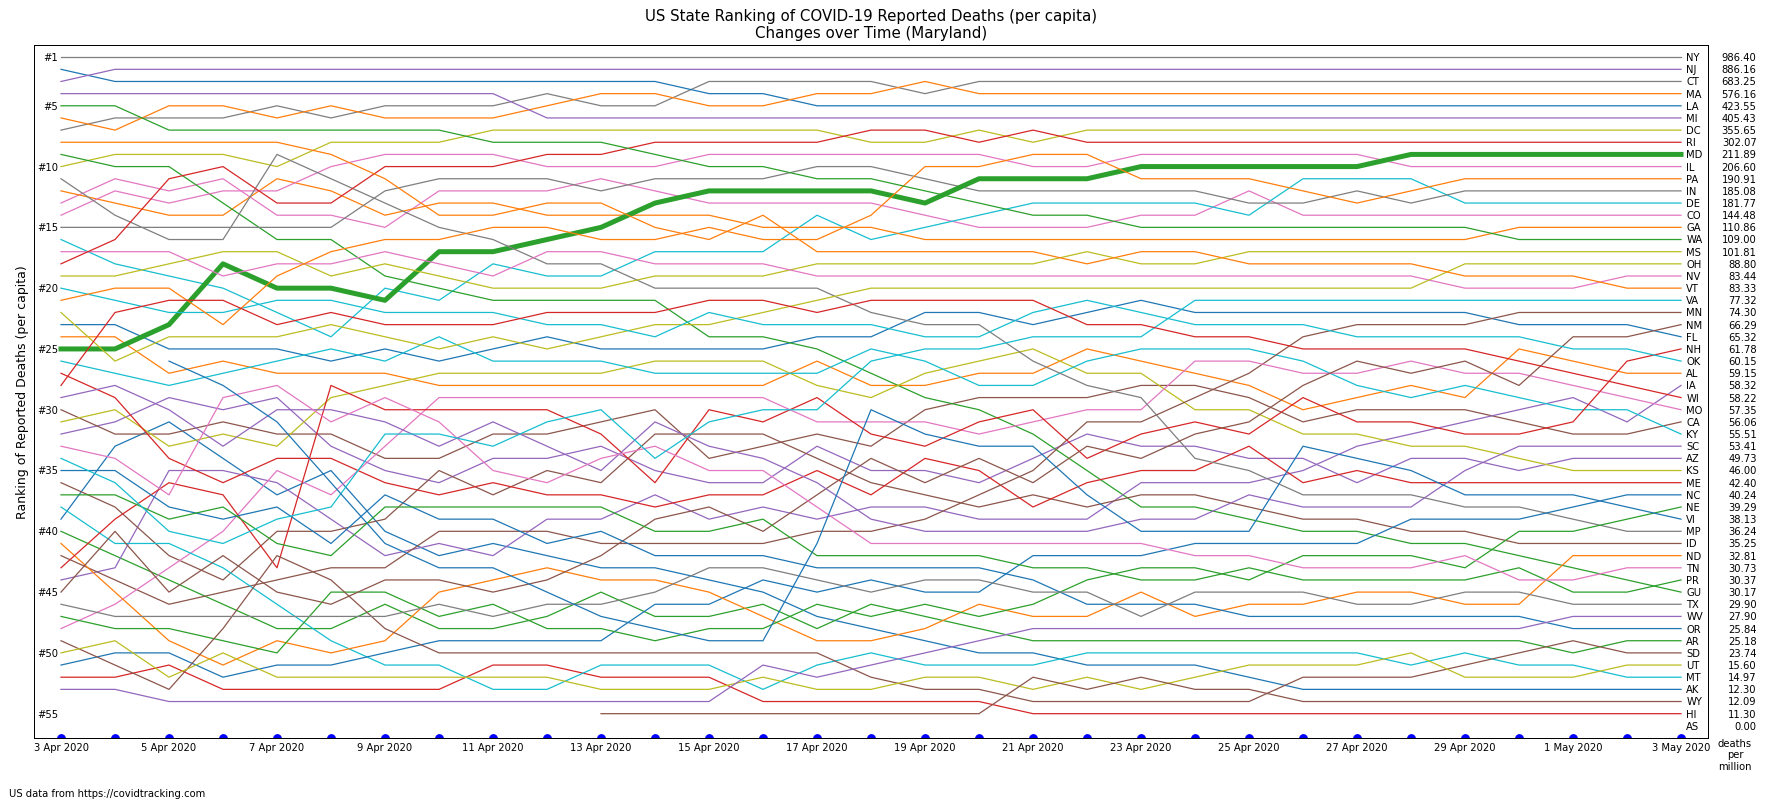 US State Ranking of COVID-19 Reported Deaths (per capita)
Changes over Time (Maryland)
Ranking of Reported Deaths (per capita)
#1
#5
#10
#15
#20
#25
#30
#35
#40
#45
#50
#55
NY 986.40
NJ 886.16
CT 683.25
MA 576.16
LA 423.55
MI 405.43
DC 355.65
RI 302.07
MD 211.89
IL 206.60
PA 190.91
IN 185.08
DE 181.77
CO 144.48
GA 110.86
WA 109.00
MS 101.81
OH 88.80
NV 83.44
VT 83.33
VA 77.32
MN 74.30
NM 66.29
FL 65.32
NH 61.78
OK 60.15
AL 59.15
IA 58.32
WI 58.22
MO 57.35
CA 56.06
KY 55.51
SC 53.41
AZ 49.73
KS 46.00
ME 42.40
NC 40.24
NE 39.29
VI 38.13
MP 36.24
ID 35.25
ND 32.81
TN 30.73
PR 30.37
GU 30.17
TX 29.90
WV 27.90
OR 25.84
AR 25.18
SD 23.74
UT 15.60
MT 14.97
AK 12.30
WY 12.09
HI 11.30
AS 0.00
3 Apr 2020 5 Apr 2020 7 Apr 2020 9 Apr 2020 11 Apr 2020 13 Apr 2020 15 Apr 2020 17 Apr 2020 19 Apr 2020 21 Apr 2020 23 Apr 2020 25 Apr 2020 27 Apr 2020 29 Apr 2020 1 May 2020 3 May 2020
deaths
per
million
US data from https://covidtracking.com